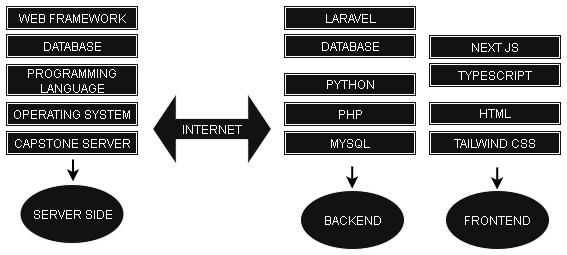 WEB FRAMEWORK
DATABASE
PROGRAMMING
LANGUAGE
OPERATING SYSTEM
CAPSTONE SERVER
SERVER SIDE
INTERNET
LARAVEL
DATABASE
PYTHON
PHP
MYSQL
BACKEND
NEXT JS
TYPESCRIPT
HTML
TAILWIND CSS
FRONTEND